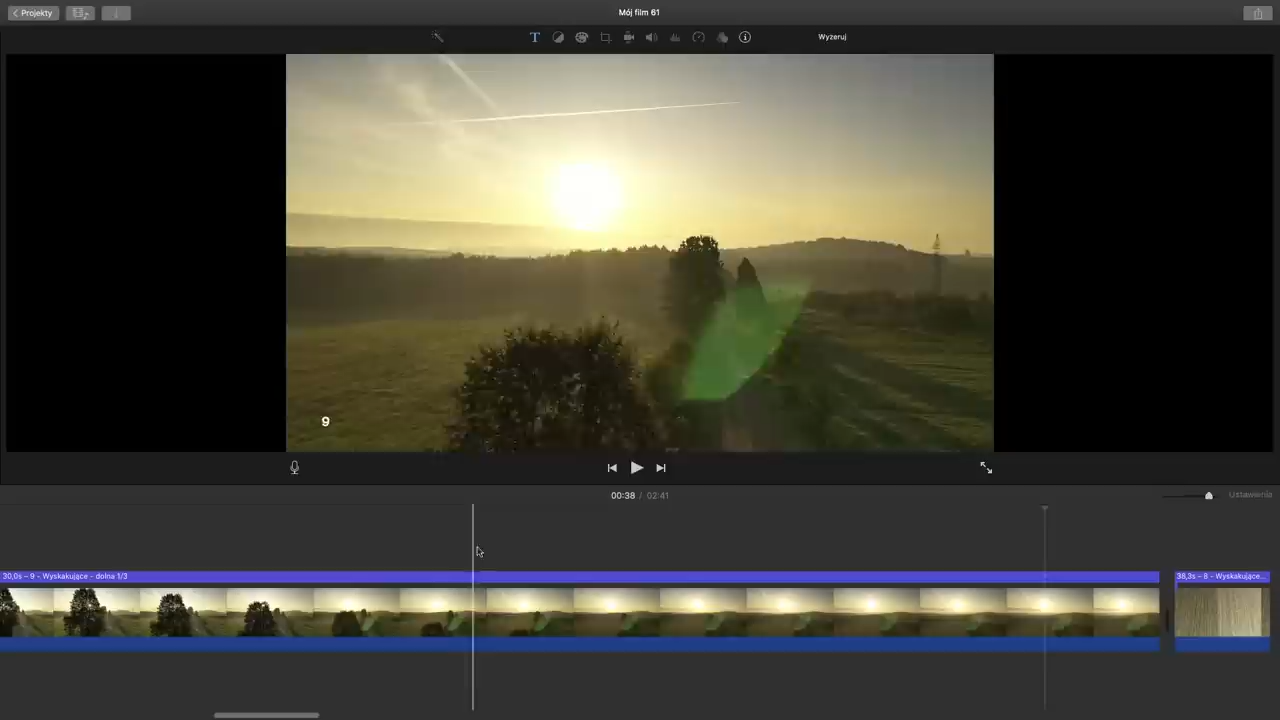 Projekty
Mój film 61
Wyzeruj
9
00:38 / 02:41
Ustawienia
30,0s – 9 - Wyskakujące - dolna 1/3
38,3s – 8 - Wyskakujące...